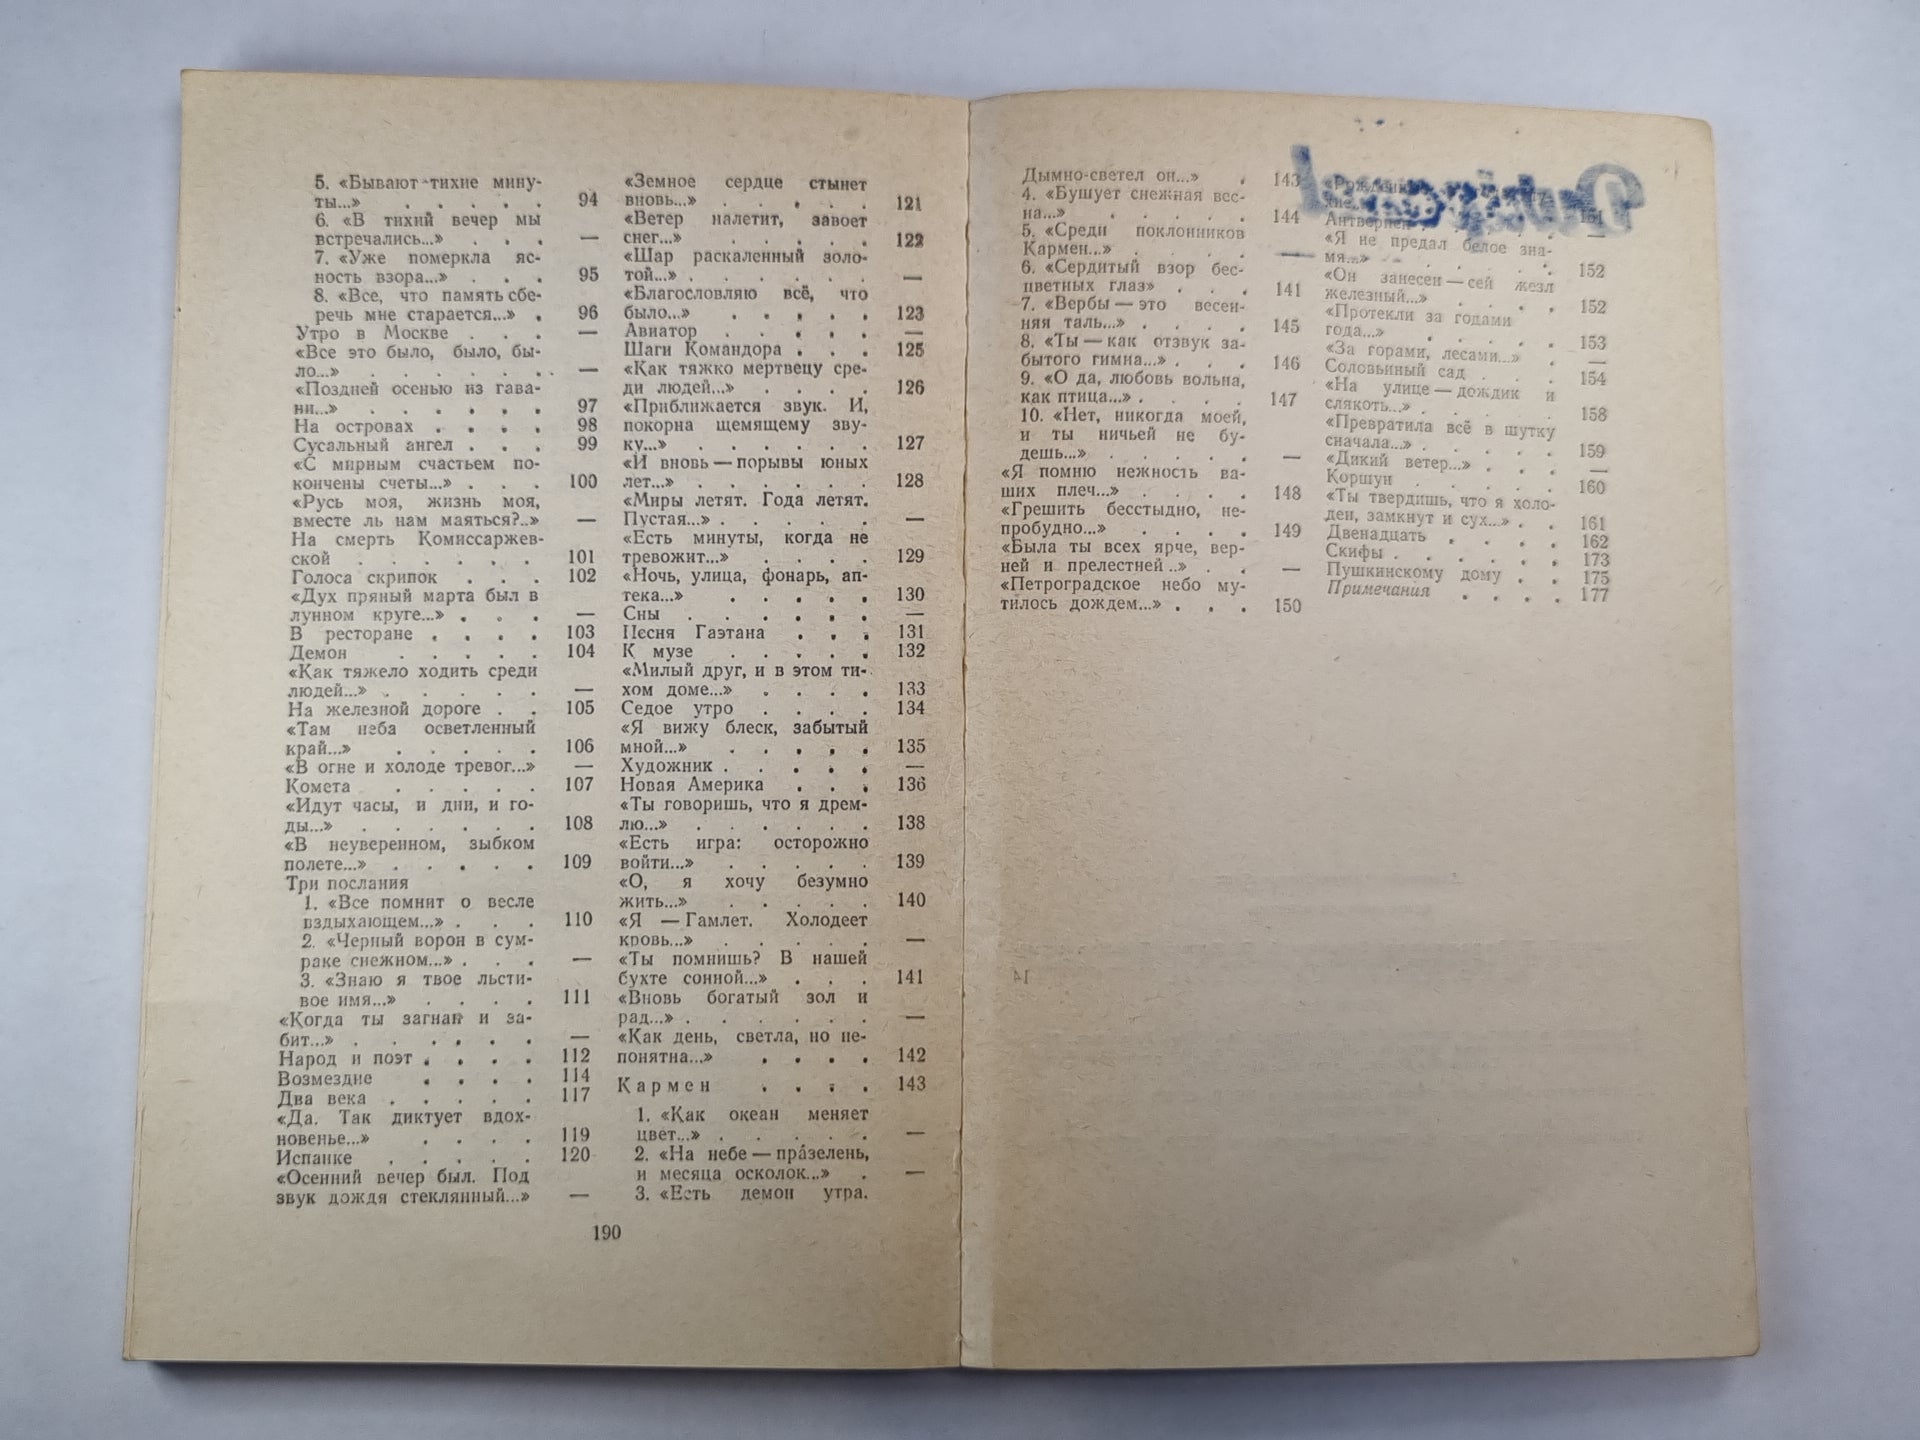 5. «Бывают тихие мину-
ты...» . . . . . 94
6. «В тихий вечер мы
встречались...» . . . —
7. «Уже померкла яс-
ность взора...» . . . 95
8. «Все, что память сбе-
речь мне старается...» . 96
Утро в Москве . . . —
«Все это было, было, бы-
ло...» . . . . . . —
«Поздней осенью из гава-
ни...» . . . . . . 97
На островах . . . . 98
Сусальный ангел . . . 99
«С мирным счастьем по-
кончены счеты...» . . . 100
«Русь моя, жизнь моя,
вместе ль нам маяться?..» —
На смерть Комиссаржев-
ской . . . . . . 101
Голоса скрипок . . . 102
«Дух пряный марта был в
лунном круге...» . . . —
В ресторане . . . . 103
Демон . . . . . 104
«Как тяжело ходить среди
людей...» . . . . . —
На железной дороге . . 105
«Там неба осветленный
край...» . . . . . 106
«В огне и холоде тревог...» —
Комета . . . . . 107
«Идут часы, и дни, и го-
ды...» . . . . . . 108
«В неуверенном, зыбком
полете...» . . . . . 109
Три послания
1. «Все помнит о весле
вздыхающем...» . . . 110
2. «Черный ворон в сум-
раке снежном...» . . . —
3. «Знаю я твое льсти-
вое имя...» . . . . 111
«Когда ты загнан и за-
бит...» . . . . . . —
Народ и поэт . . . . 112
Возмездие . . . . 114
Два века . . . . . 117
«Да. Так диктует вдох-
новенье...» . . . . 119
Испанке . . . . . 120
«Осенний вечер был. Под
звук дождя стеклянный...» —
«Земное сердце стынет
вновь...» . . . . . 121
«Ветер налетит, завоет
снег...» . . . . . 122
«Шар раскаленный золо-
той...» . . . . . . —
«Благословляю всё, что
было...» . . . . . 123
Авиатор . . . . . —
Шаги Командора . . . 125
«Как тяжко мертвецу сре-
ди людей...» . . . . 126
«Приближается звук. И,
покорна щемящему зву-
ку...» . . . . . . 127
«И вновь — порывы юных
лет...» . . . . . . 128
«Миры летят. Года летят.
Пустая...» . . . . . —
«Есть минуты, когда не
тревожит...» . . . . 129
«Ночь, улица, фонарь, ап-
тека...» . . . . . 130
Сны . . . . . . —
Песня Гаэтана . . . 131
К музе . . . . . 132
«Милый друг, и в этом ти-
хом доме...» . . . . 133
Седое утро . . . . 134
«Я вижу блеск, забытый
мной...» . . . . . 135
Художник . . . . . —
Новая Америка . . . 136
«Ты говоришь, что я дрем-
лю...» . . . . . . 138
«Есть игра: осторожно
войти...» . . . . . 139
«О, я хочу безумно
жить...» . . . . . 140
«Я — Гамлет. Холодеет
кровь...» . . . . . —
«Ты помнишь? В нашей
бухте сонной...» . . . 141
«Вновь богатый зол и
рад...» . . . . . . —
«Как день, светла, но не-
понятна...» . . . . 142
Кармен . . . . 143
1. «Как океан меняет
цвет...» . . . . . —
2. «На небе — пра́зелень,
и месяца осколок...» . —
3. «Есть демон утра.
190
Дымно-светел он...» . 143
4. «Бушует снежная вес-
на...» . . . . . 144
5. «Среди поклонников
Кармен...» . . . . —
6. «Сердитый взор бес-
цветных глаз» . . . 141
7. «Вербы — это весен-
няя таль...» . . . . 145
8. «Ты — как отзвук за-
бытого гимна...» . . . 146
9. «О да, любовь вольна,
как птица...» . . . . 147
10. «Нет, никогда моей,
и ты ничьей не бу-
дешь...» . . . . . —
«Я помню нежность ва-
ших плеч...» . . . . 148
«Грешить бесстыдно, не-
пробудно...» . . . . 149
«Была ты всех ярче, вер-
ней и прелестней..» . . —
«Петроградское небо му-
тилось дождем...» . . . 150
Антверпен . . . . . —
«Я не предал белое зна-
мя...» . . . . . . 152
«Он занесен — сей жезл
железный...» . . . . 152
«Протекли за годами
года...» . . . . . 153
«За горами, лесами...» . —
Соловьиный сад . . . 154
«На улице — дождик и
слякоть...» . . . . . 158
«Превратила всё в шутку
сначала...» . . . . 159
«Дикий ветер...» . . . —
Коршун . . . . . 160
«Ты твердишь, что я холо-
ден, замкнут и сух...» . . 161
Двенадцать . . . . 162
Скифы . . . . . 173
Пушкинскому дому . . 175
Примечания . . . . 177